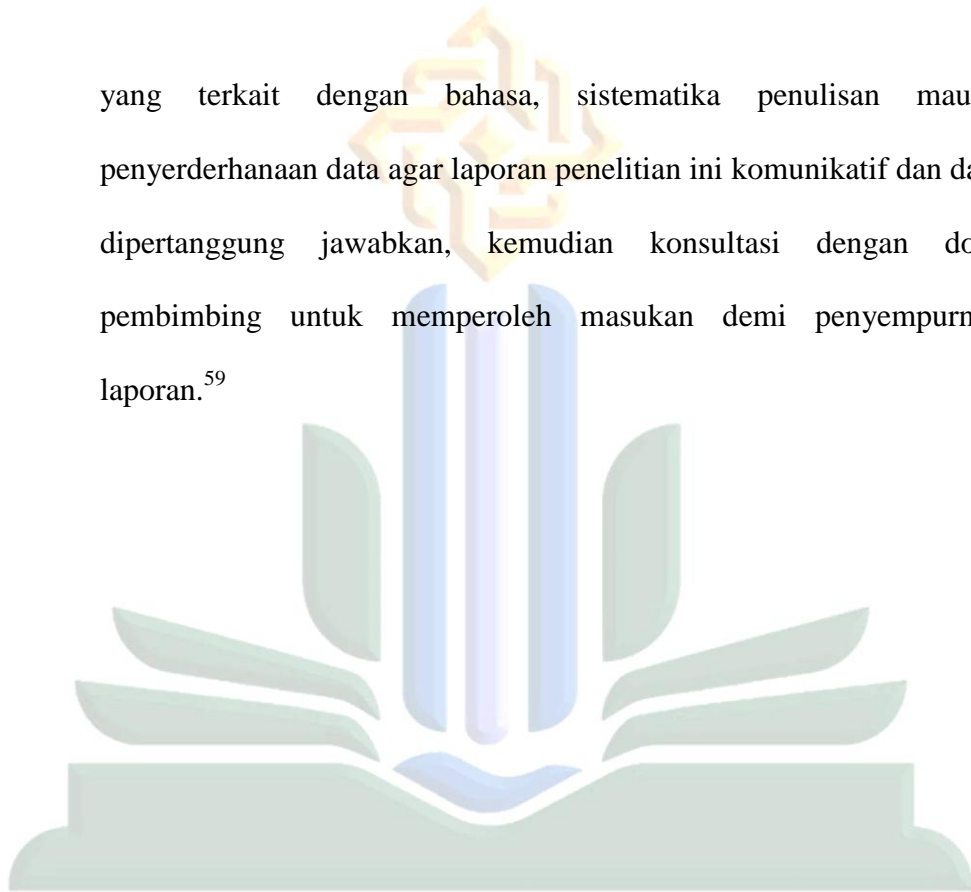 yang terkait dengan bahasa, sistematika penulisan mau
penyerderhanaan data agar laporan penelitian ini komunikatif dan da
dipertanggung jawabkan, kemudian konsultasi dengan do
pembimbing untuk memperoleh masukan demi penyempurn
laporan.59